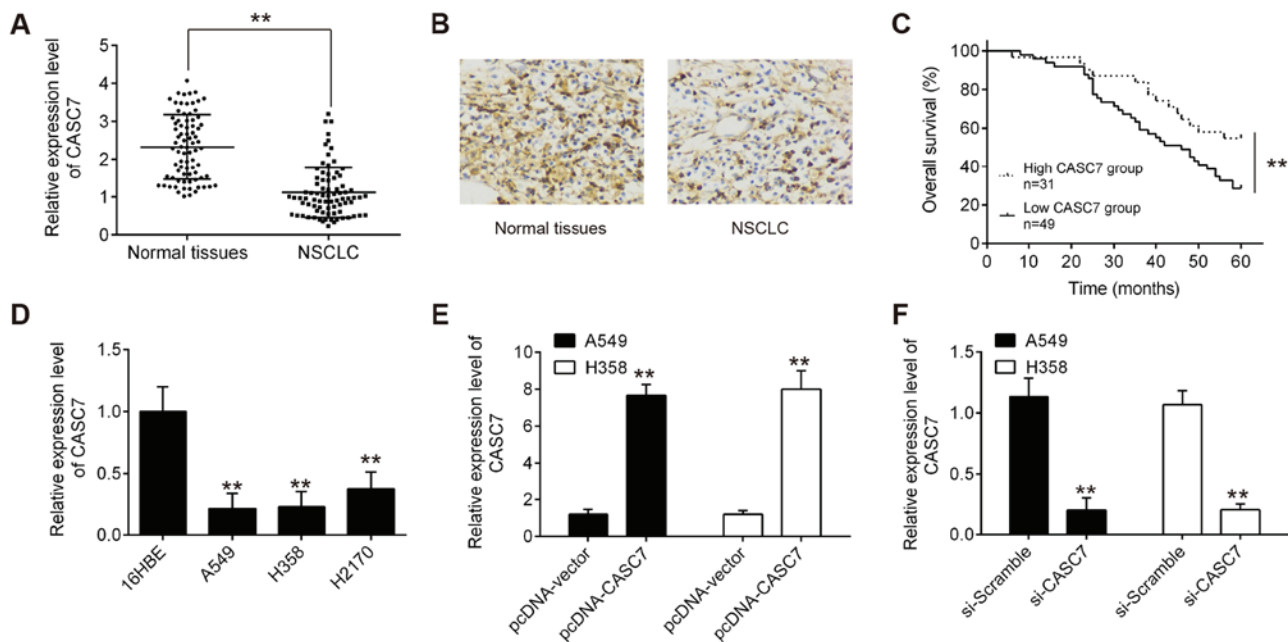 A
Relative expression level
of CASC7
**
5
4
3
2
1
0
Normal tissues
NSCLC
B
Normal tissues
NSCLC
C
Overall survival (%)
100
80
60
40
20
0
High CASC7 group
n=31
Low CASC7 group
n=49
**
0
10
20
30
40
50
60
Time (months)
D
Relative expression level
of CASC7
1.5
1.0
0.5
0.0
**
**
**
16HBE
A549
H358
H2170
E
Relative expression level of
CASC7
A549
H358
10
8
6
4
2
0
**
**
pcDNA-vector
pcDNA-CASC7
pcDNA-vector
pcDNA-CASC7
F
Relative expression level of
CASC7
A549
H358
1.5
1.0
0.5
0.0
**
**
si-Scramble
si-CASC7
si-Scramble
si-CASC7